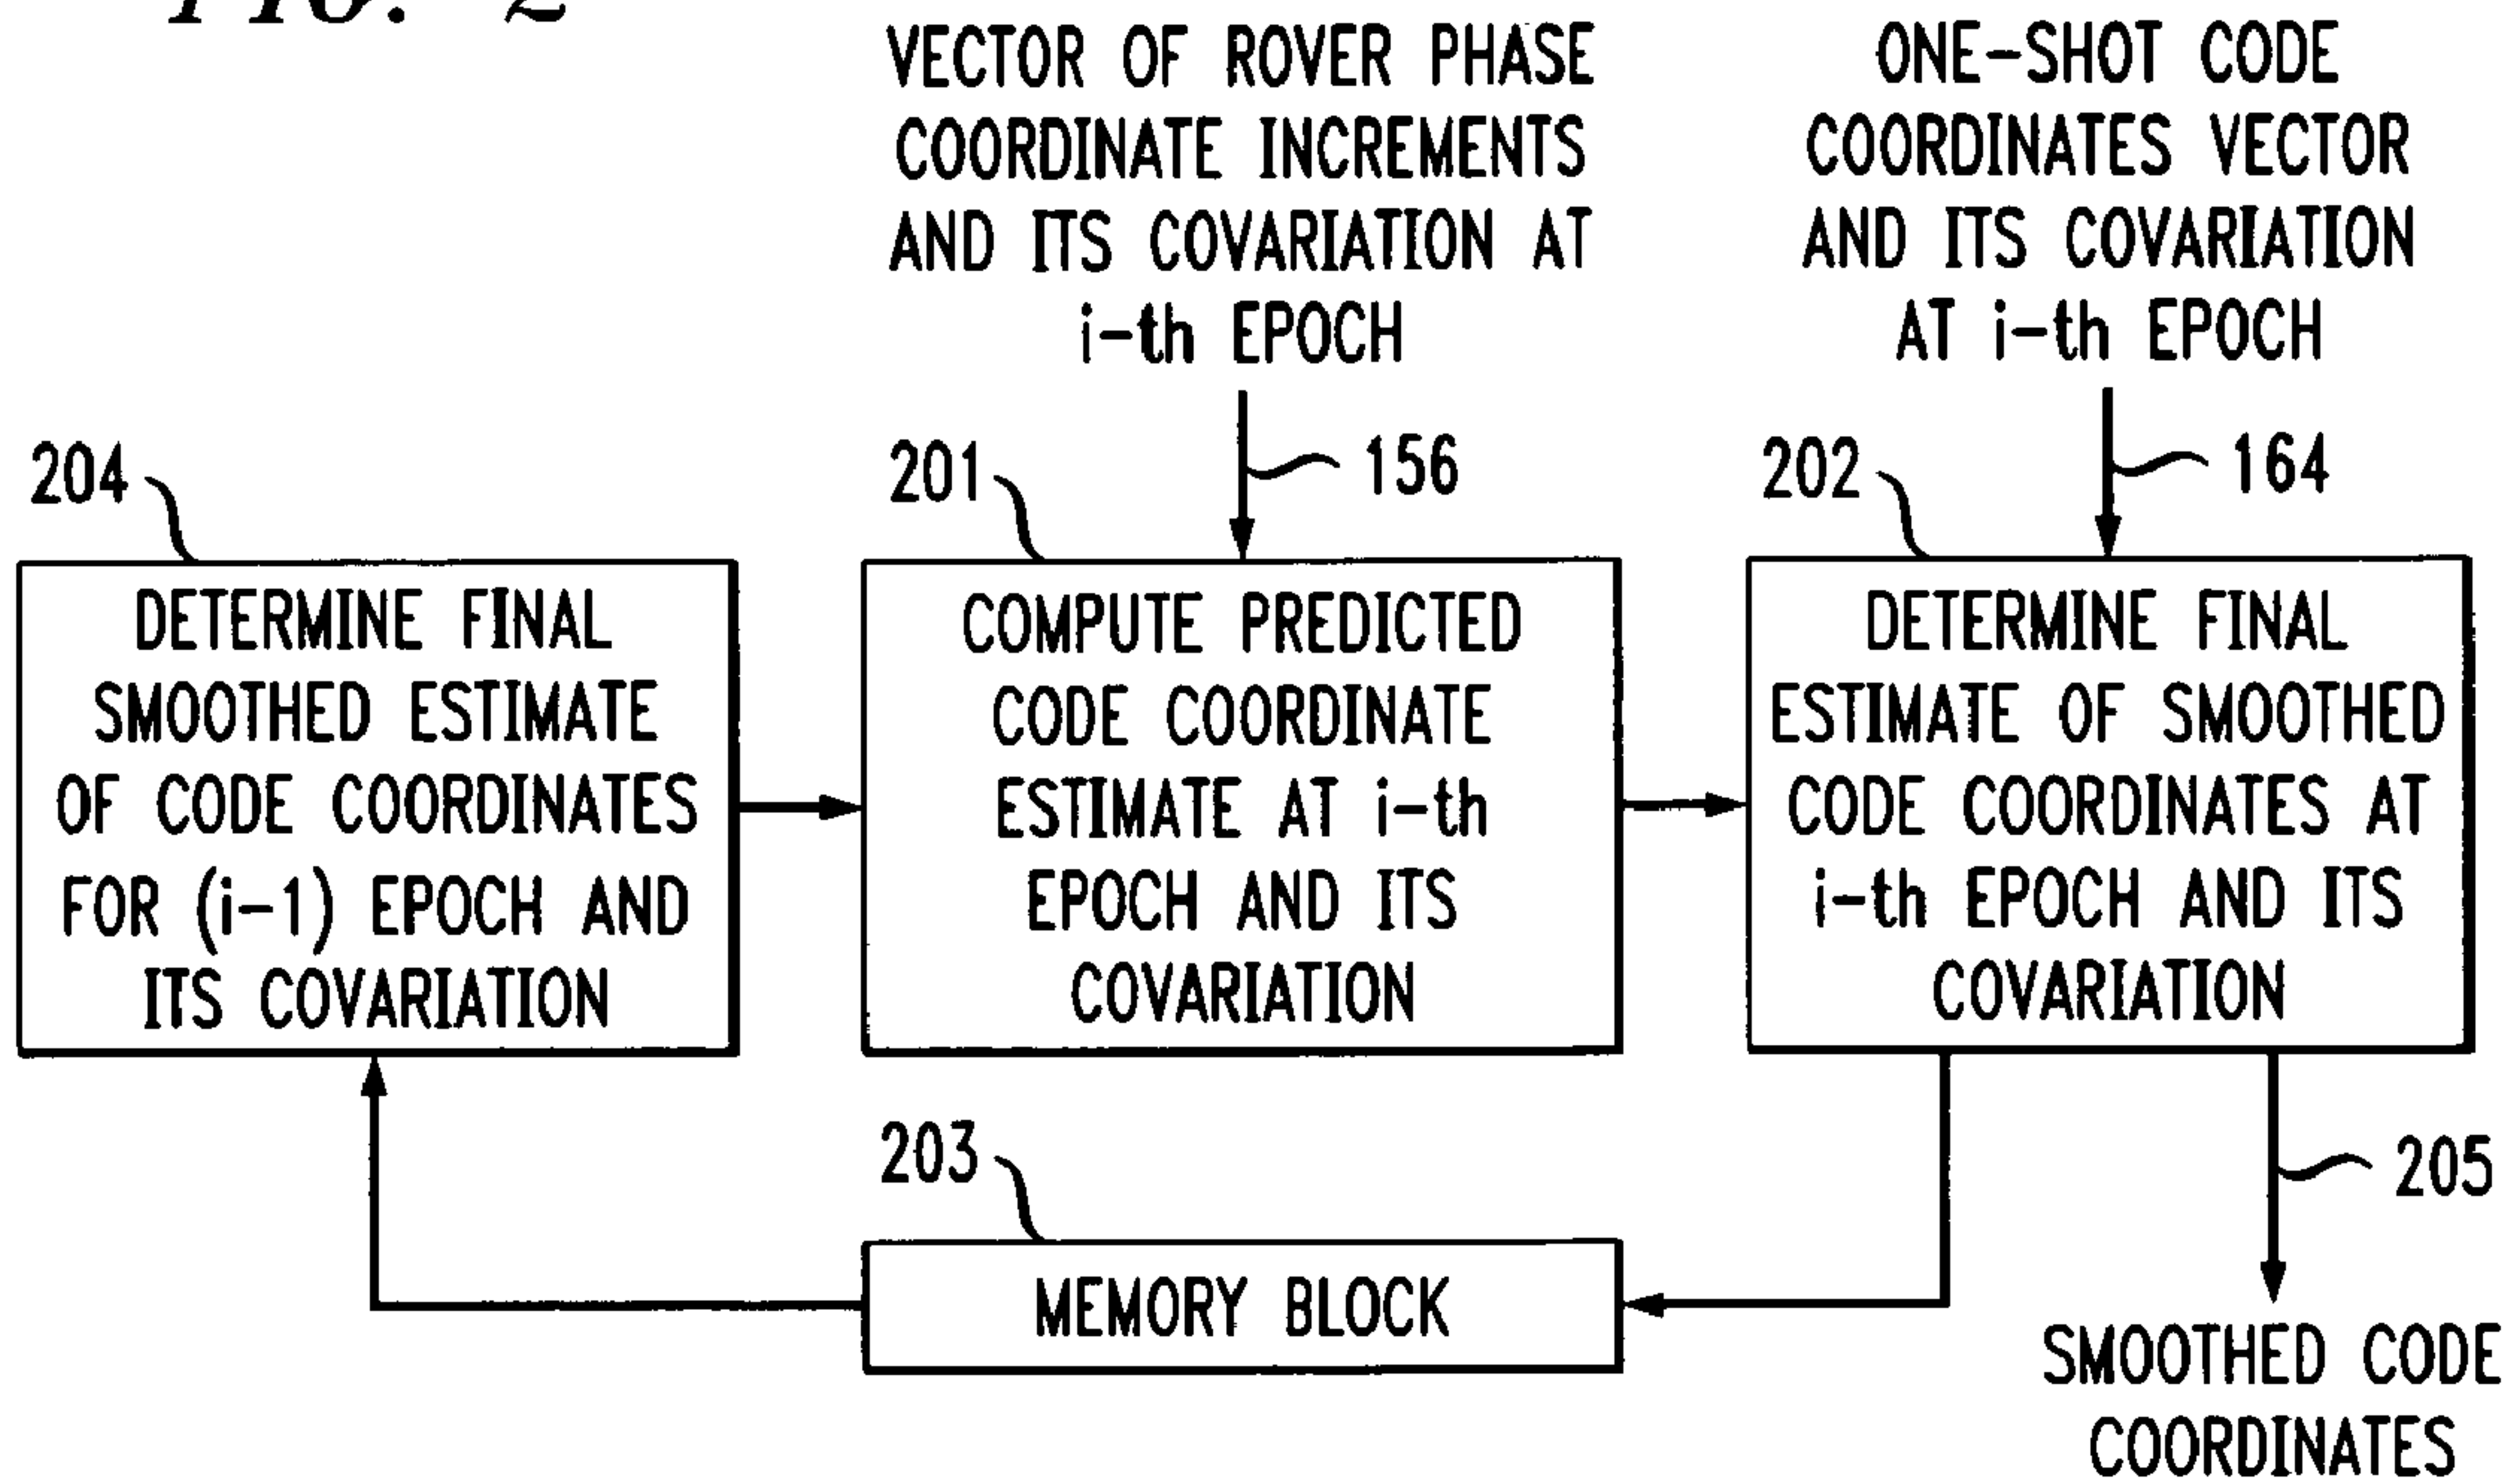 FIG. 2
VECTOR OF ROVER PHASE
COORDINATE INCREMENTS
AND ITS COVARIATION AT
i-th EPOCH
ONE-SHOT CODE
COORDINATES VECTOR
AND ITS COVARIATION
AT i-th EPOCH
204
201
156
202
164
DETERMINE FINAL
SMOOTHED ESTIMATE
OF CODE COORDINATES
FOR (i-1) EPOCH AND
ITS COVARIATION
COMPUTE PREDICTED
CODE COORDINATE
ESTIMATE AT i-th
EPOCH AND ITS
COVARIATION
DETERMINE FINAL
ESTIMATE OF SMOOTHED
CODE COORDINATES AT
i-th EPOCH AND ITS
COVARIATION
203
205
MEMORY BLOCK
SMOOTHED CODE
COORDINATES